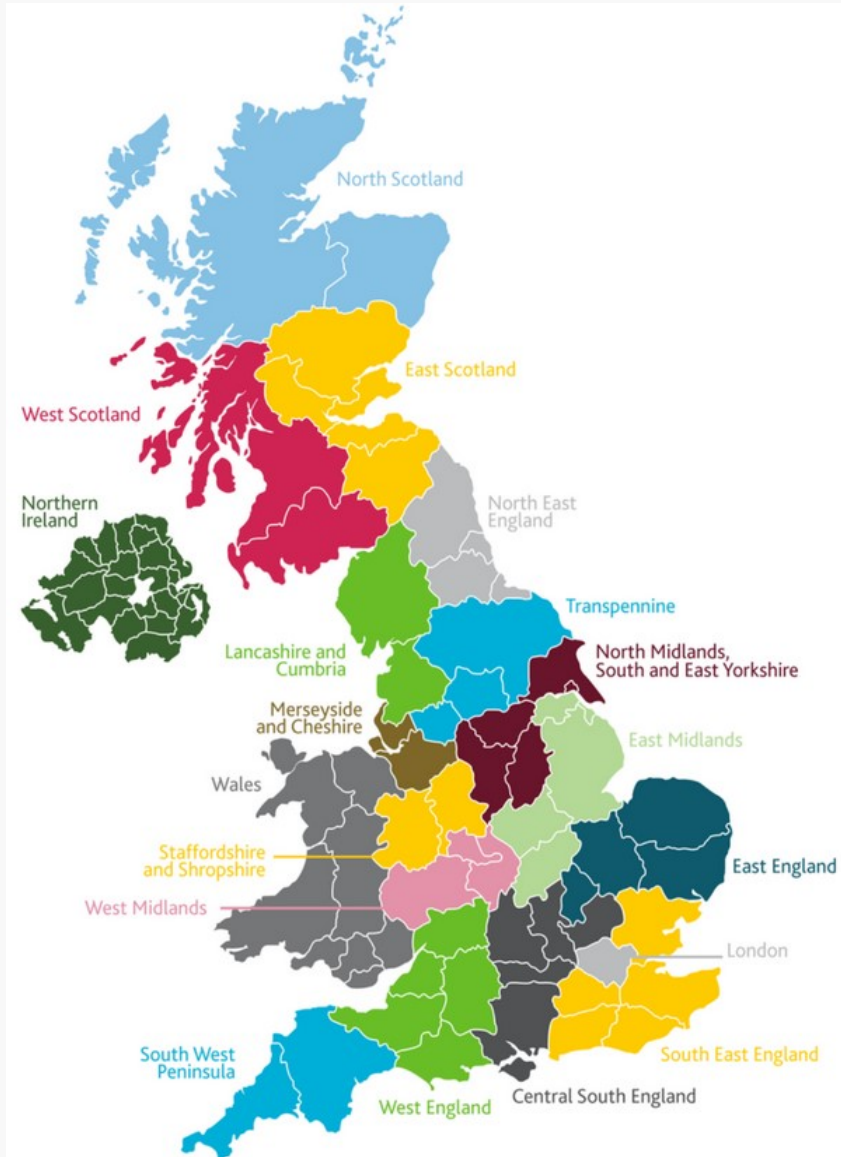 North Scotland
East Scotland
West Scotland
Northern
Ireland
North East
England
Transpennine
Lancashire and
Cumbria
North Midlands,
South and East Yorkshire
Merseyside
and Cheshire
East Midlands
Wales
Staffordshire
and Shropshire
East England
West Midlands
London
South West
Peninsula
South East England
Central South England
West England